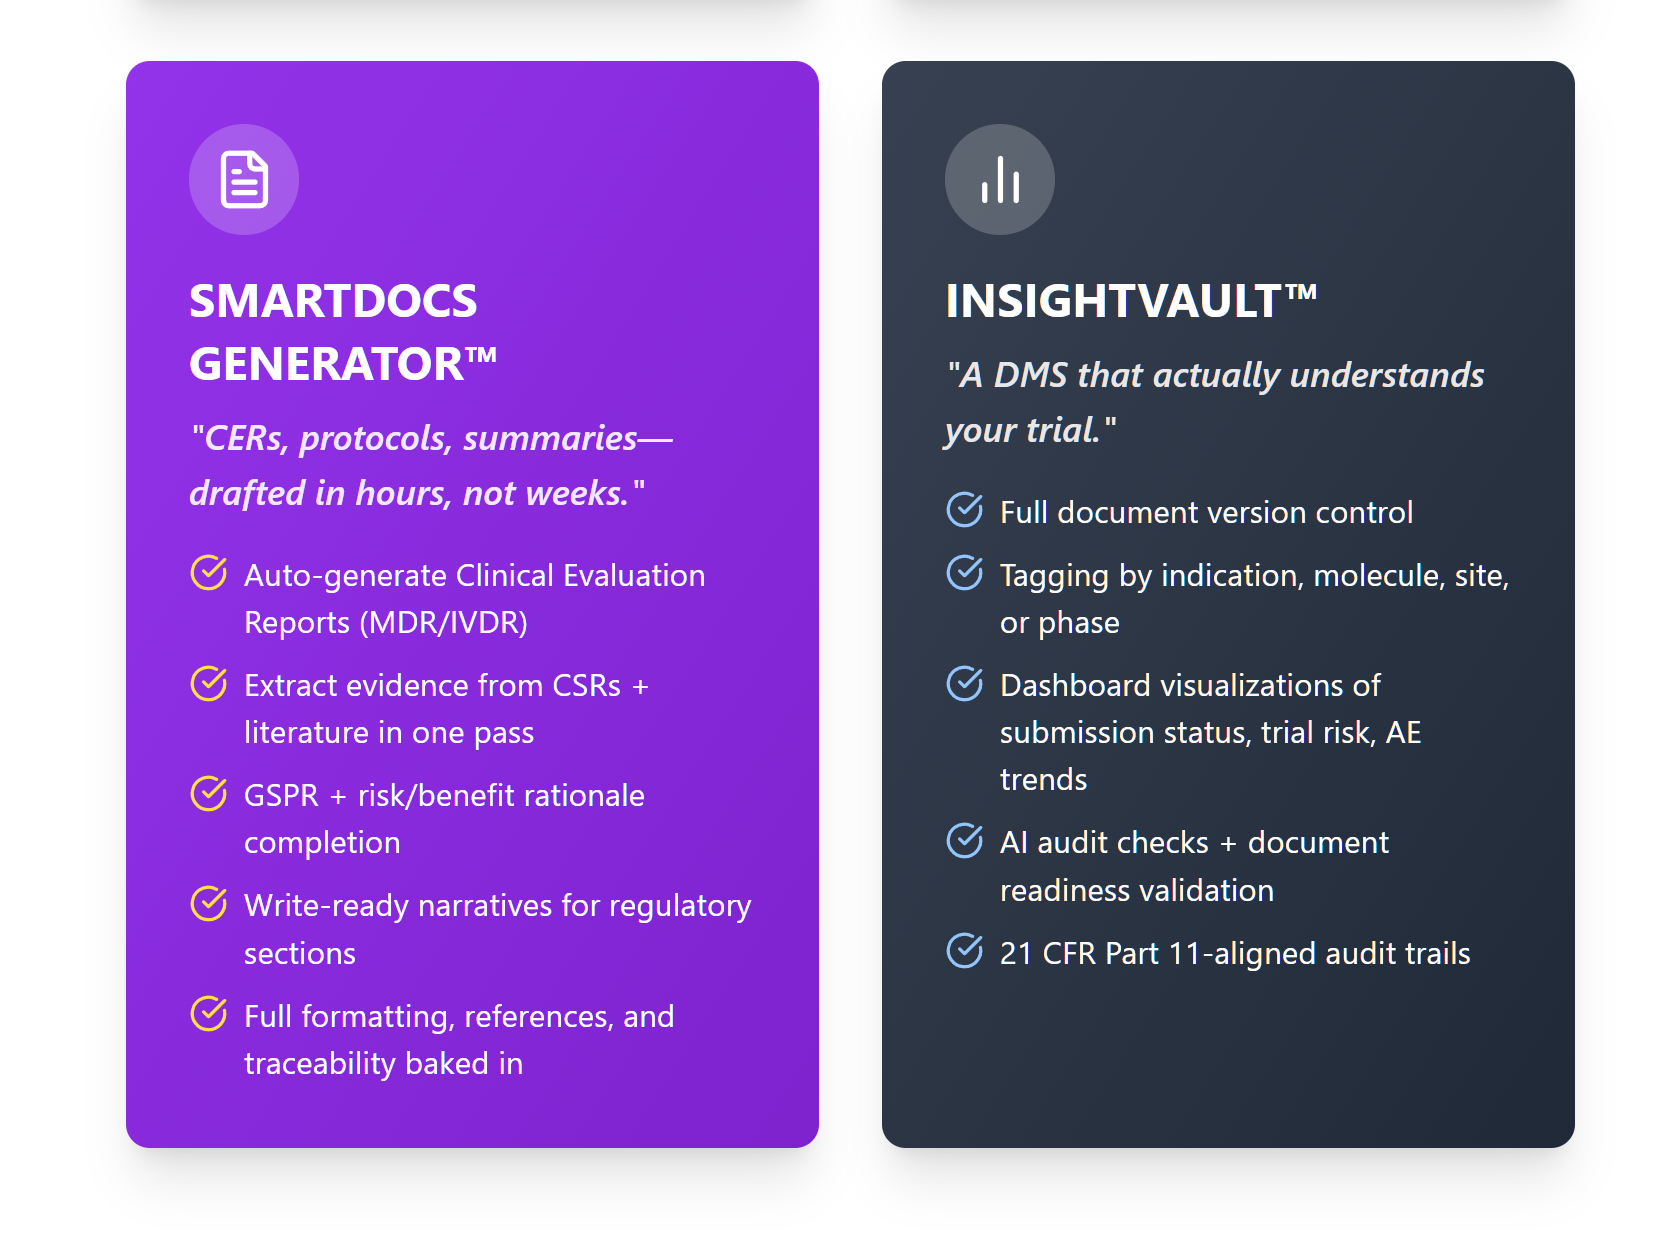 SMARTDOCS
GENERATOR™
"CERs, protocols, summaries—
drafted in hours, not weeks."
Auto-generate Clinical Evaluation
Reports (MDR/IVDR)
Extract evidence from CSRs +
literature in one pass
GSPR + risk/benefit rationale
completion
Write-ready narratives for regulatory
sections
Full formatting, references, and
traceability baked in
INSIGHTVAULT™
"A DMS that actually understands
your trial."
Full document version control
Tagging by indication, molecule, site,
or phase
Dashboard visualizations of
submission status, trial risk, AE
trends
AI audit checks + document
readiness validation
21 CFR Part 11-aligned audit trails